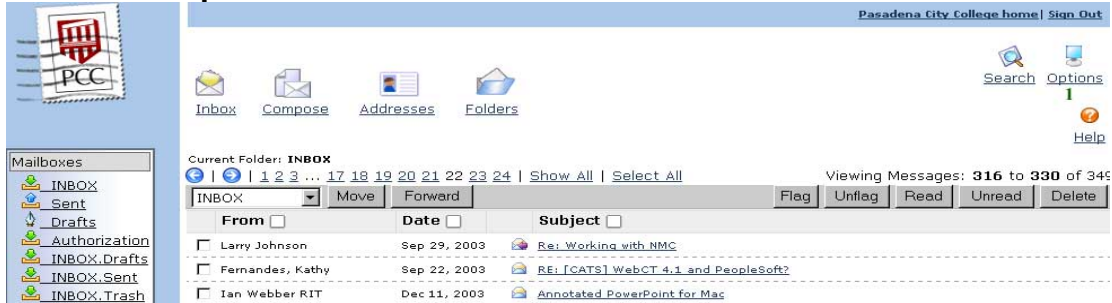 Pasadena City College home| Sign Out
PCC
Search Options
1
Inbox Compose Addresses Folders
Help
Mailboxes
INBOX
Sent
Drafts
Authorization
INBOX.Drafts
INBOX.Sent
INBOX.Trash
Current Folder: INBOX
| | 1 2 3 ... 17 18 19 20 21 22 23 24 | Show All | Select All Viewing Messages: 316 to 330 of 349
INBOX Move Forward Flag Unflag Read Unread Delete
From Date Subject
Larry Johnson Sep 29, 2003 Re: Working with NMC
Fernandes, Kathy Sep 22, 2003 RE: [CATS] WebCT 4.1 and PeopleSoft?
Ian Webber RIT Dec 11, 2003 Annotated PowerPoint for Mac